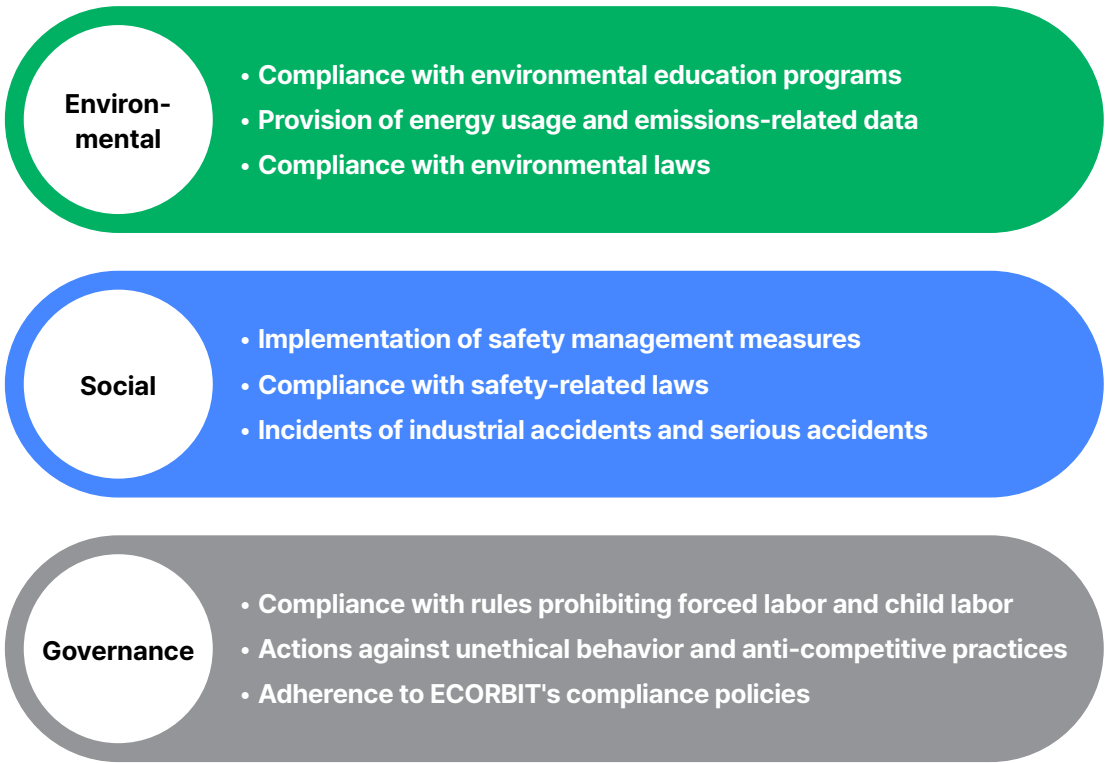 Environ-
mental
• Compliance with environmental education programs
• Provision of energy usage and emissions-related data
• Compliance with environmental laws
Social
• Implementation of safety management measures
• Compliance with safety-related laws
• Incidents of industrial accidents and serious accidents
Governance
• Compliance with rules prohibiting forced labor and child labor
• Actions against unethical behavior and anti-competitive practices
• Adherence to ECORBIT's compliance policies